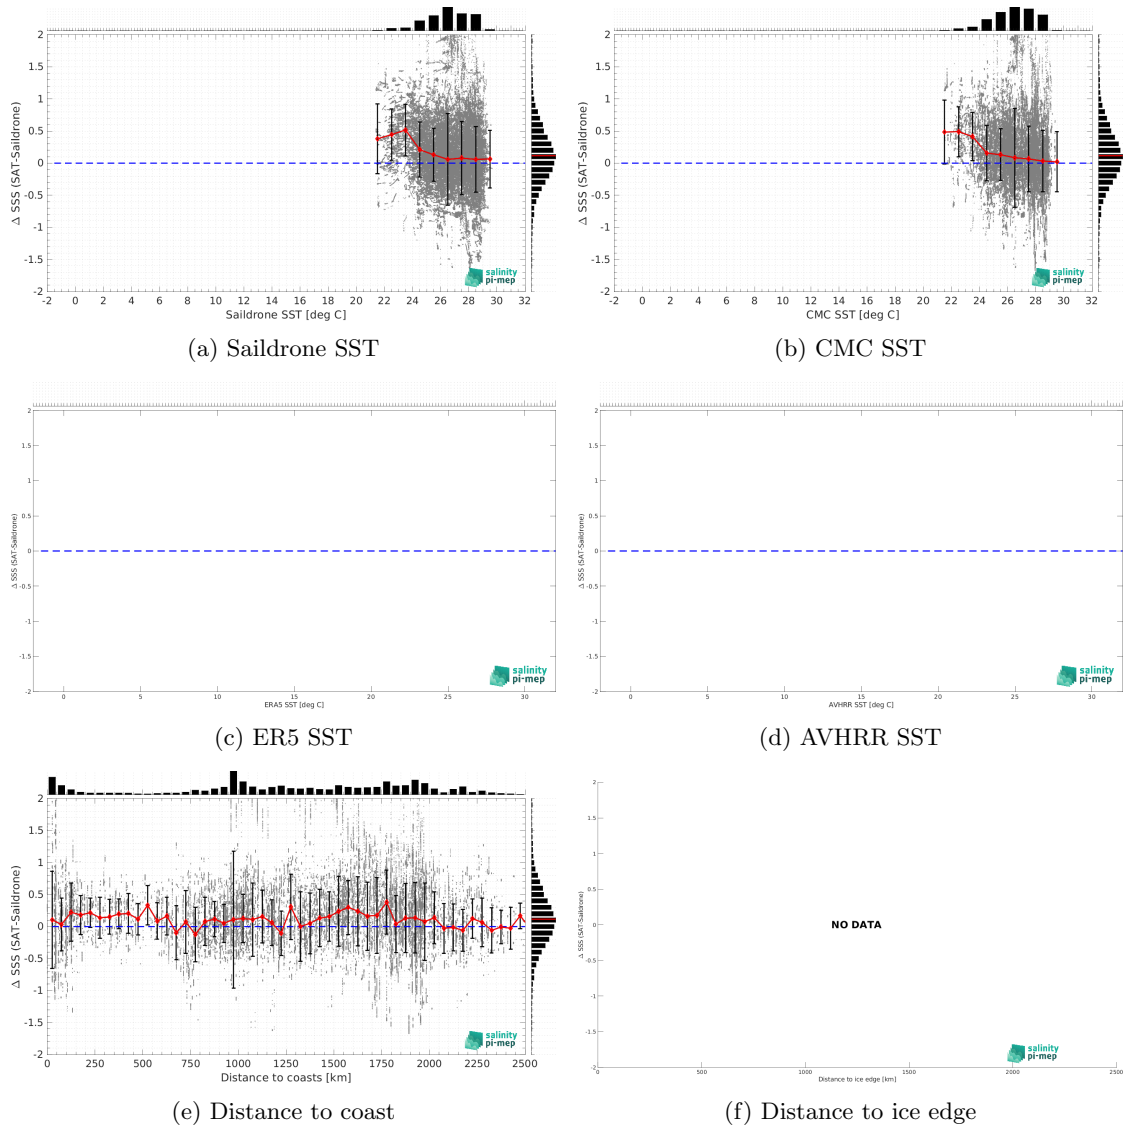 2
1.5
1
0.5
0
-0.5
-1
-1.5
-2
Δ SSS (SAT-Saildrone)
-2 0 2 4 6 8 10 12 14 16 18 20 22 24 26 28 30 32
Saildrone SST [deg C]
salinity
pi-mep
(a) Saildrone SST
2
1.5
1
0.5
0
-0.5
-1
-1.5
-2
Δ SSS (SAT-Saildrone)
-2 0 2 4 6 8 10 12 14 16 18 20 22 24 26 28 30 32
CMC SST [deg C]
salinity
pi-mep
(b) CMC SST
2
1.5
1
0.5
0
-0.5
-1
-1.5
-2
Δ SSS (SAT-Saildrone)
0 5 10 15 20 25 30
ERA5 SST [deg C]
salinity
pi-mep
(c) ER5 SST
2
1.5
1
0.5
0
-0.5
-1
-1.5
-2
Δ SSS (SAT-Saildrone)
0 5 10 15 20 25 30
AVHRR SST [deg C]
salinity
pi-mep
(d) AVHRR SST
2
1.5
1
0.5
0
-0.5
-1
-1.5
-2
Δ SSS (SAT-Saildrone)
0 250 500 750 1000 1250 1500 1750 2000 2250 2500
Distance to coasts [km]
salinity
pi-mep
(e) Distance to coast
2
1.5
1
0.5
0
-0.5
-1
-1.5
-2
Δ SSS (SAT-Saildrone)
NO DATA
0 500 1000 1500 2000 2500
Distance to ice edge [km]
salinity
pi-mep
(f) Distance to ice edge